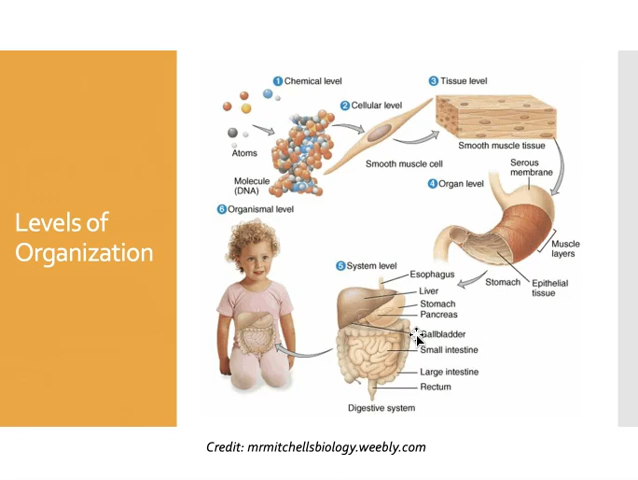 Levels of
Organization
1 Chemical level
Atoms
Molecule
(DNA)
2 Cellular level
Smooth muscle cell
3 Tissue level
Smooth muscle tissue
4 Organ level
Serous
membrane
Muscle
layers
Stomach
Epithelial
tissue
5 System level
Esophagus
Liver
Stomach
Pancreas
Gallbladder
Small intestine
Large intestine
Rectum
Digestive system
6 Organismal level
Credit: mrmitchellsbiology.weebly.com